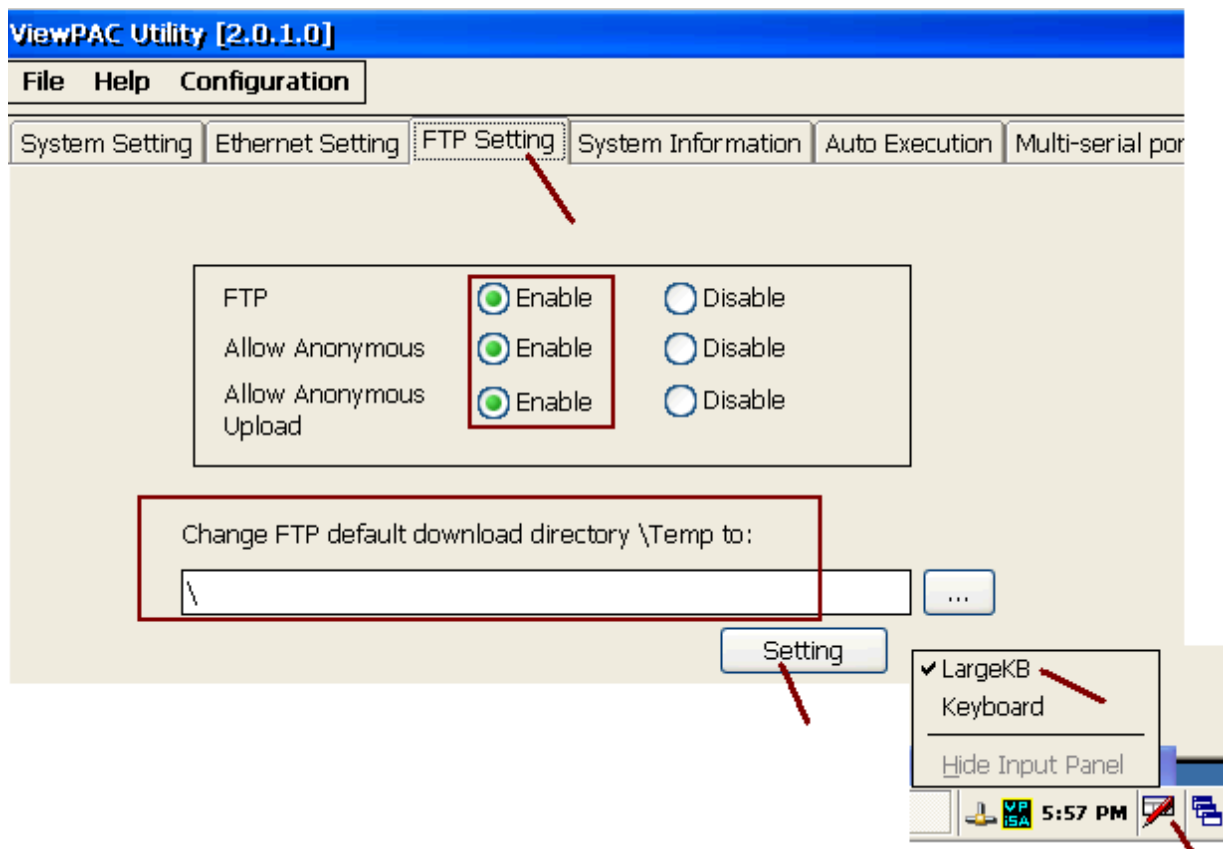 ViewPAC Utility [2.0.1.0]
File Help Configuration
System Setting Ethernet Setting FTP Setting System Information Auto Execution Multi-serial por
FTP Enable Disable
Allow Anonymous Enable Disable
Allow Anonymous Upload Enable Disable
Change FTP default download directory \Temp to:
\ ...
Setting
LargeKB
Keyboard
Hide Input Panel
VP iSA 5:57 PM